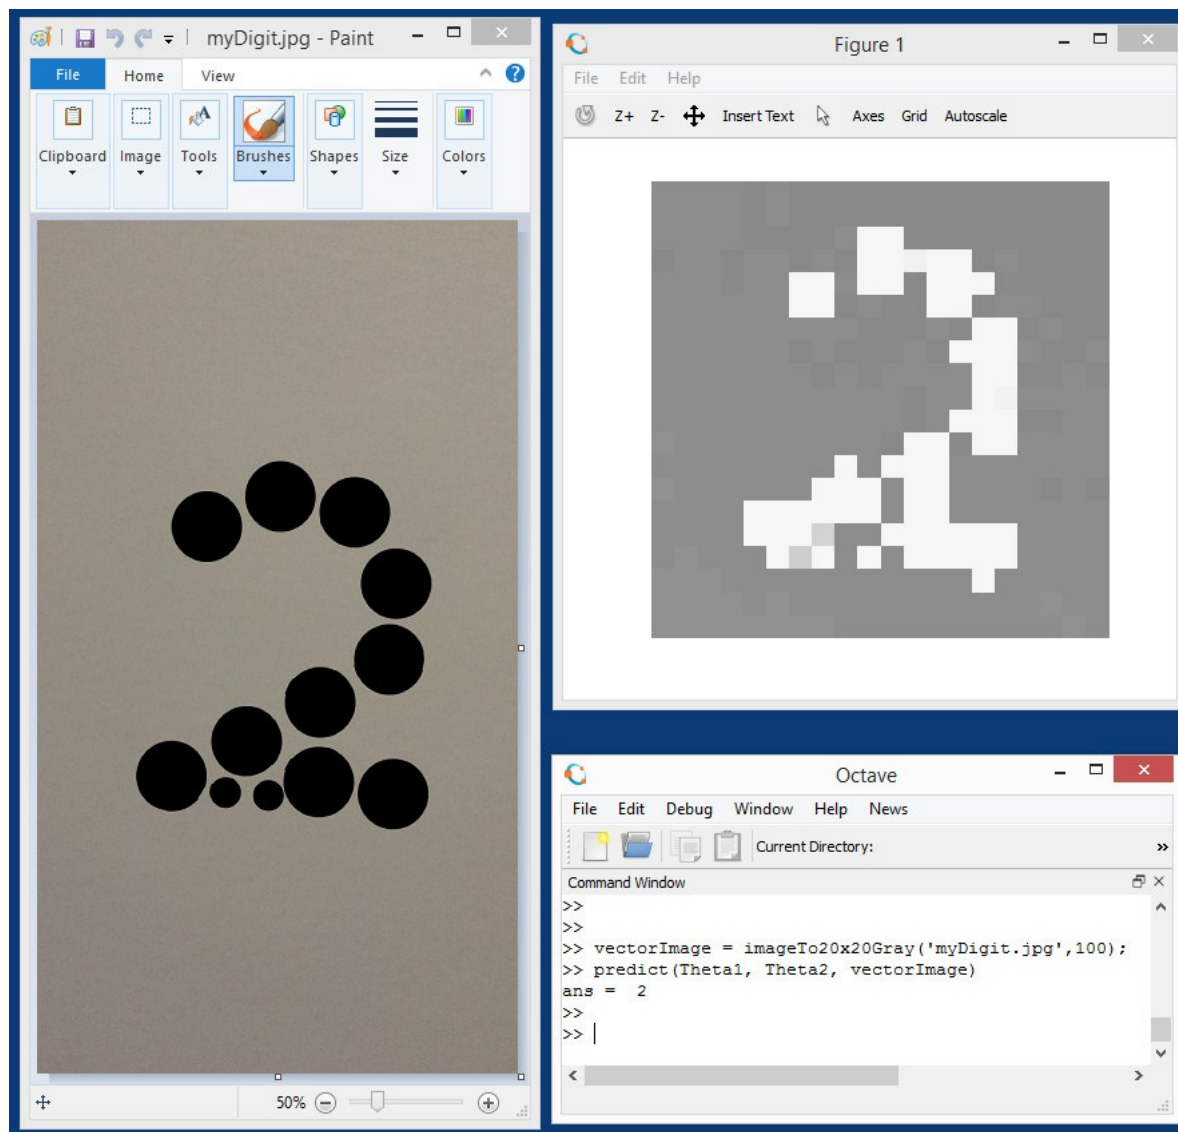 myDigit.jpg - Paint
File Home View
Clipboard Image Tools Brushes Shapes Size Colors
50%
Figure 1
File Edit Help
Z+ Z- Insert Text Axes Grid Autoscale
Octave
File Edit Debug Window Help News
Current Directory: »
Command Window
>>
>>
>> vectorImage = imageTo20x20Gray('myDigit.jpg',100);
>> predict(Theta1, Theta2, vectorImage)
ans = 2
>>
>>